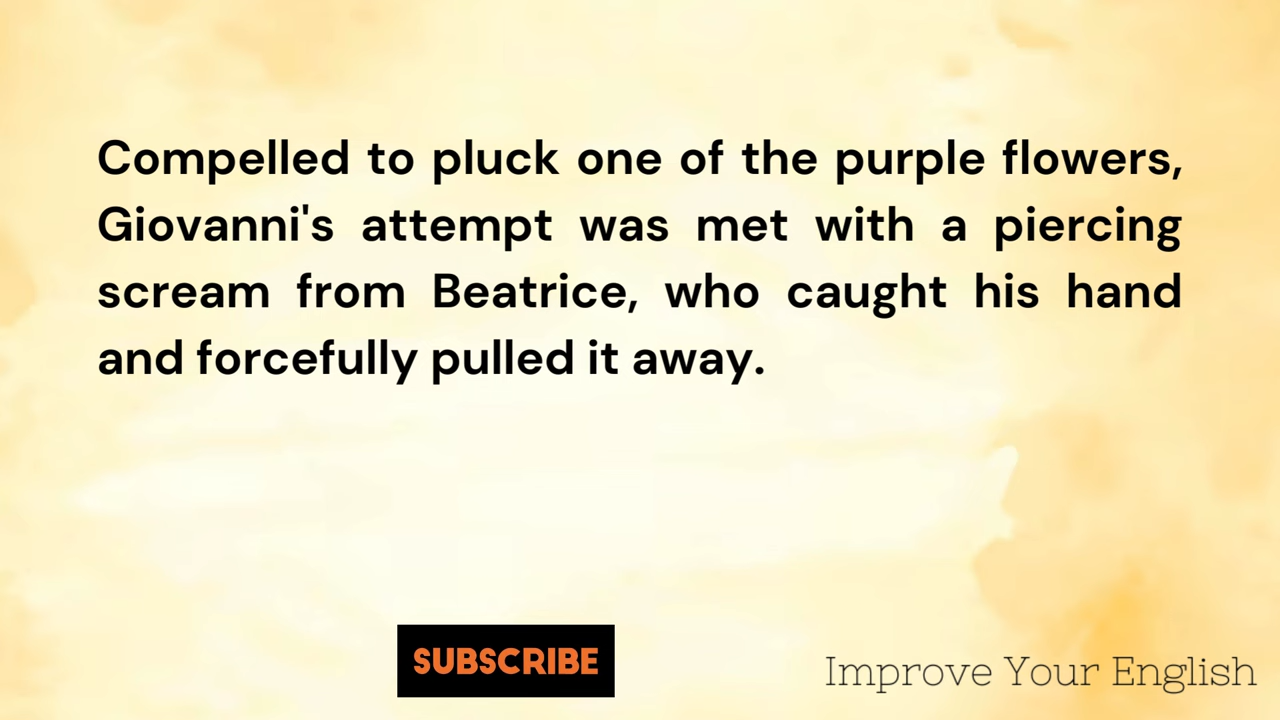 Compelled to pluck one of the purple flowers,
Giovanni's attempt was met with a piercing
scream from Beatrice, who caught his hand
and forcefully pulled it away.
SUBSCRIBE
Improve Your English